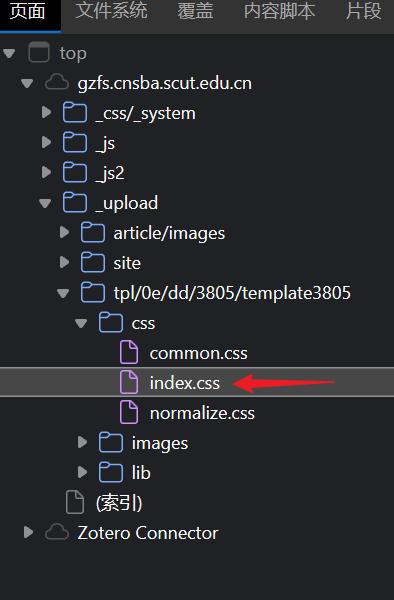 页面 文件系统 覆盖 内容脚本 片段
top
gzfs.cnsba.scut.edu.cn
_css/_system
_js
_js2
_upload
article/images
site
tpl/0e/dd/3805/template3805
css
common.css
index.css
normalize.css
images
lib
(索引)
Zotero Connector